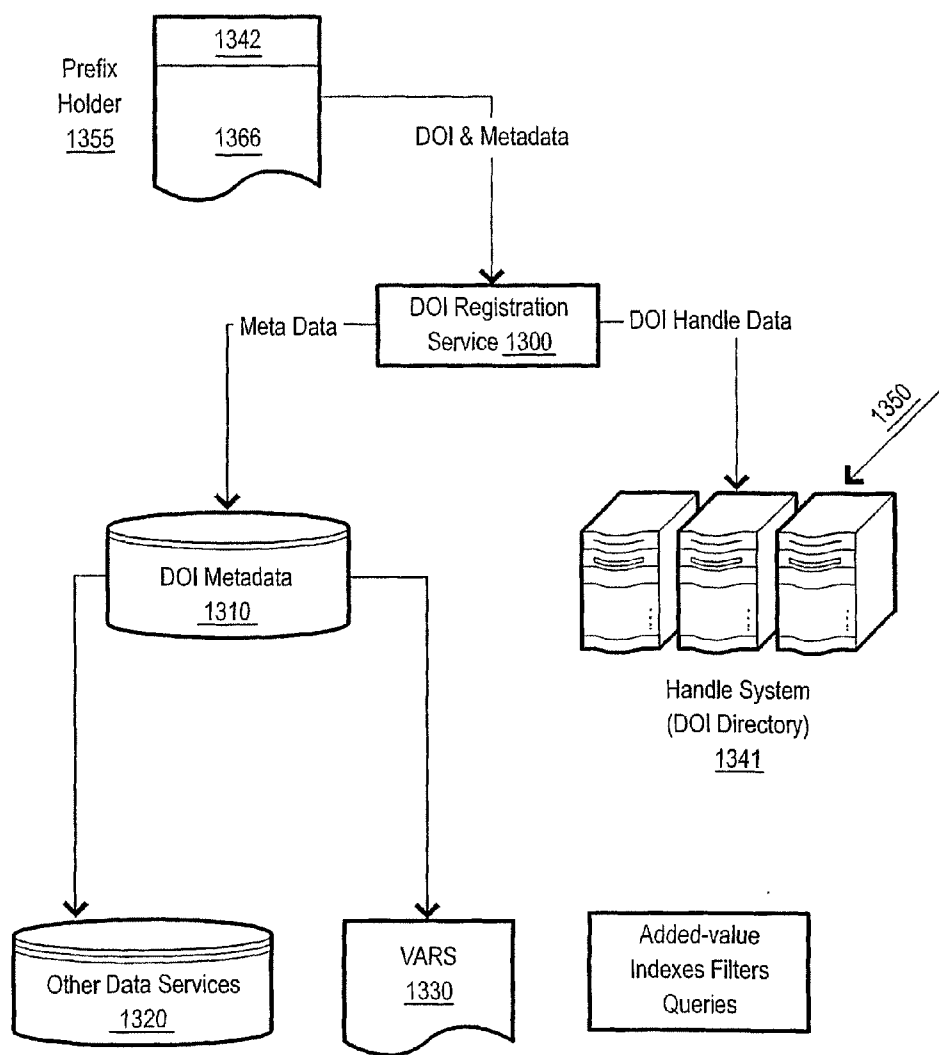 1342
Prefix
Holder
1355
1366
DOI & Metadata
DOI Registration
Service 1300
Meta Data
DOI Handle Data
1350
DOI Metadata
1310
Handle System
(DOI Directory)
1341
Other Data Services
1320
VARS
1330
Added-value
Indexes Filters
Queries